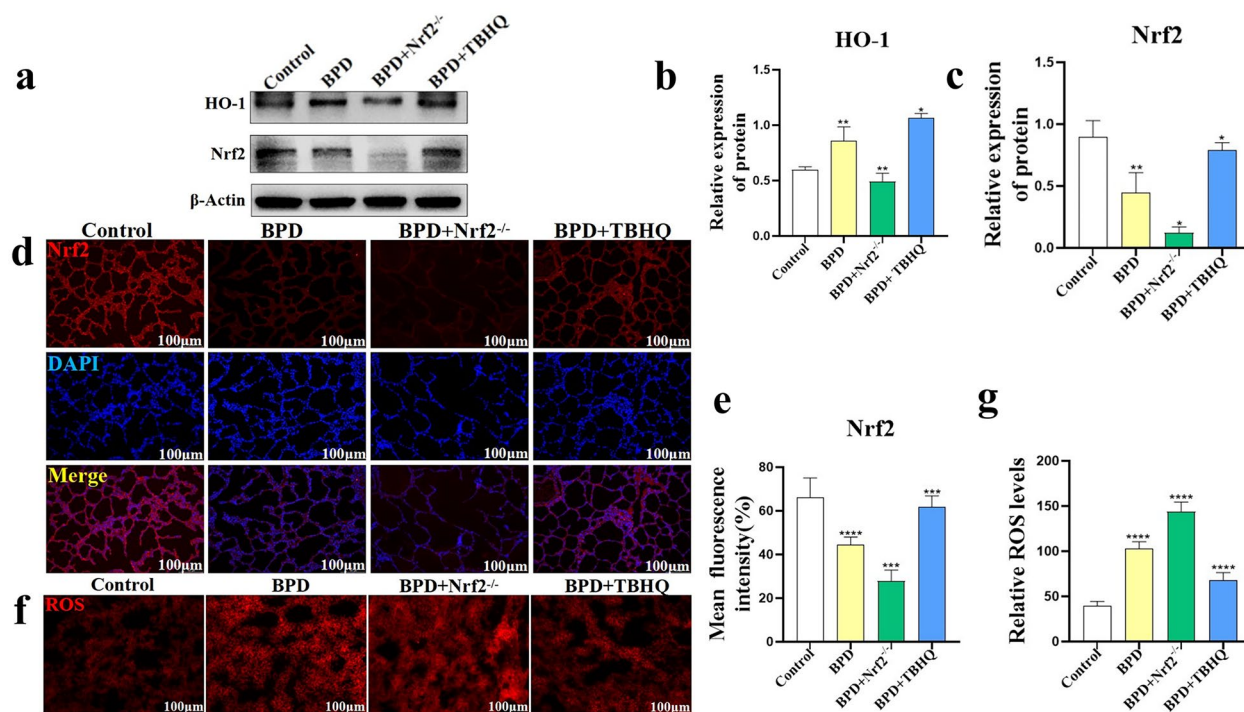 a
Control
BPD
BPD+Nrf2-/-
BPD+TBHQ
HO-1
Nrf2
β-Actin
b
HO-1
Relative expression
of protein
1.5
1.0
0.5
0.0
**
**
*
Control
BPD
BPD+Nrf2-/-
BPD+ TBHQ
c
Nrf2
Relative expression
of protein
1.5
1.0
0.5
0.0
**
*
*
Control
BPD
BPD+Nrf2-/-
BPD+TBHQ
d
Control
BPD
BPD+Nrf2-/-
BPD+TBHQ
Nrf2
100μm
100μm
100μm
100μm
DAPI
100μm
100μm
100μm
100μm
Merge
100μm
100μm
100μm
100μm
e
Nrf2
Mean fluorescence
intensity(%)
80
60
40
20
0
****
***
***
Control
BPD
BPD+Nrf2-/-
BPD+TBHQ
g
Relative ROS levels
200
150
100
50
0
****
****
****
Control
BPD
BPD+Nrf2-/-
BPD+TBHQ
f
Control
BPD
BPD+Nrf2-/-
BPD+TBHQ
ROS
100μm
100μm
100μm
100μm